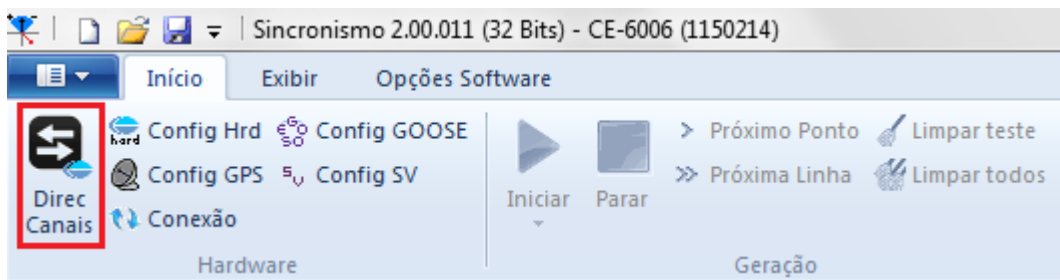 Sincronismo 2.00.011 (32 Bits) - CE-6006 (1150214)
Início Exibir Opções Software
Direc
Canais
hard Config Hrd
Config GPS
Conexão
Config GOOSE
Config SV
Iniciar
Parar
Próximo Ponto
Próxima Linha
Limpar teste
Limpar todos
Hardware
Geração